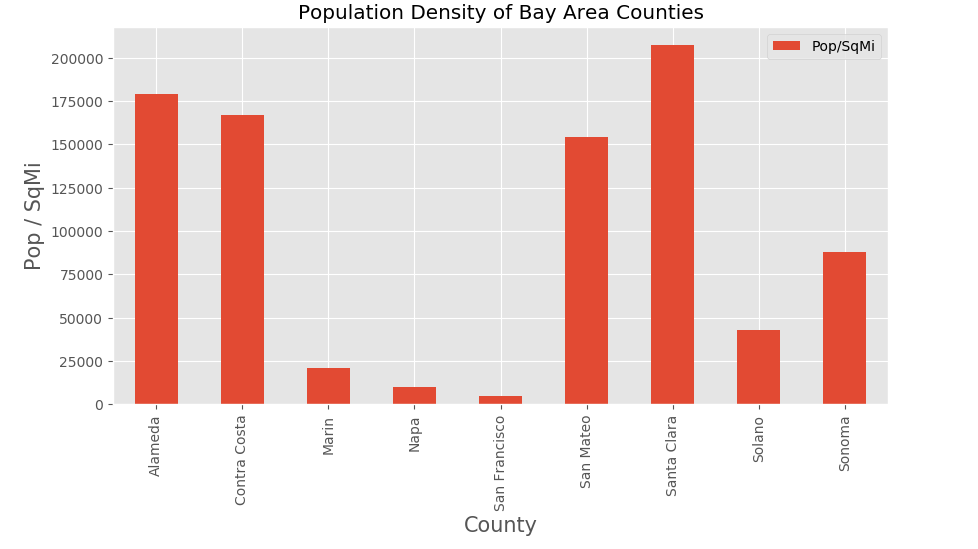 Population Density of Bay Area Counties
Pop/SqMi
Pop / SqMi
200000
175000
150000
125000
100000
75000
50000
25000
0
Alameda
Contra Costa
Marin
Napa
San Francisco
San Mateo
Santa Clara
Solano
Sonoma
County